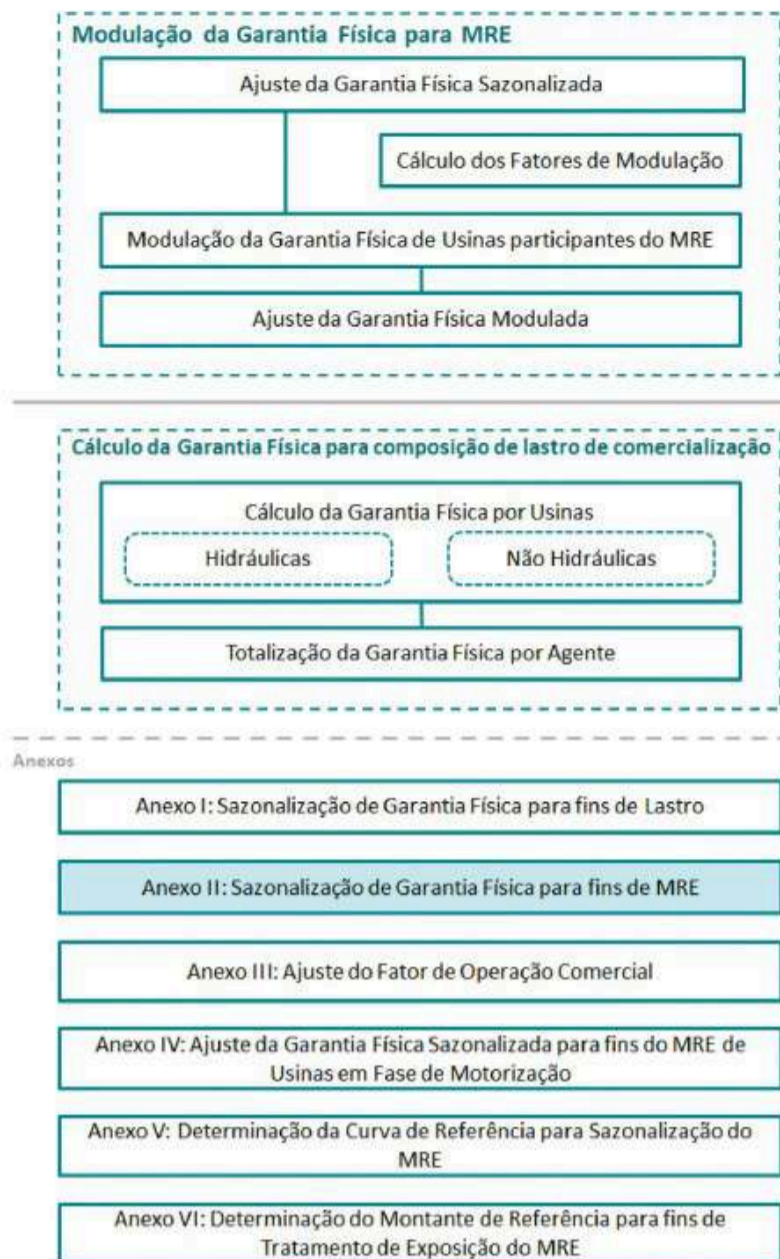 Modulação da Garantia Física para MRE
Ajuste da Garantia Física Sazonalizada
Cálculo dos Fatores de Modulação
Modulação da Garantia Física de Usinas participantes do MRE
Ajuste da Garantia Física Modulada
Cálculo da Garantia Física para composição de lastro de comercialização
Cálculo da Garantia Física por Usinas
Hidráulicas
Não Hidráulicas
Totalização da Garantia Física por Agente
Anexos
Anexo I: Sazonalização de Garantia Física para fins de Lastro
Anexo II: Sazonalização de Garantia Física para fins de MRE
Anexo III: Ajuste do Fator de Operação Comercial
Anexo IV: Ajuste da Garantia Física Sazonalizada para fins do MRE de
Usinas em Fase de Motorização
Anexo V: Determinação da Curva de Referência para Sazonalização do
MRE
Anexo VI: Determinação do Montante de Referência para fins de
Tratamento de Exposição do MRE